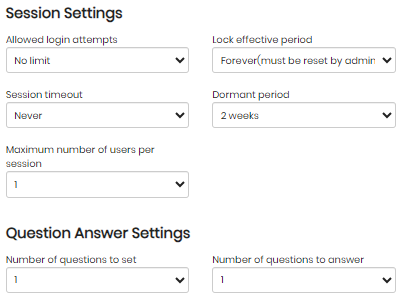 Session Settings
Allowed login attempts
Lock effective period
No limit
Forever(must be reset by admin
Session timeout
Dormant period
Never
2 weeks
Maximum number of users per
session
1
Question Answer Settings
Number of questions to set
Number of questions to answer
1
1